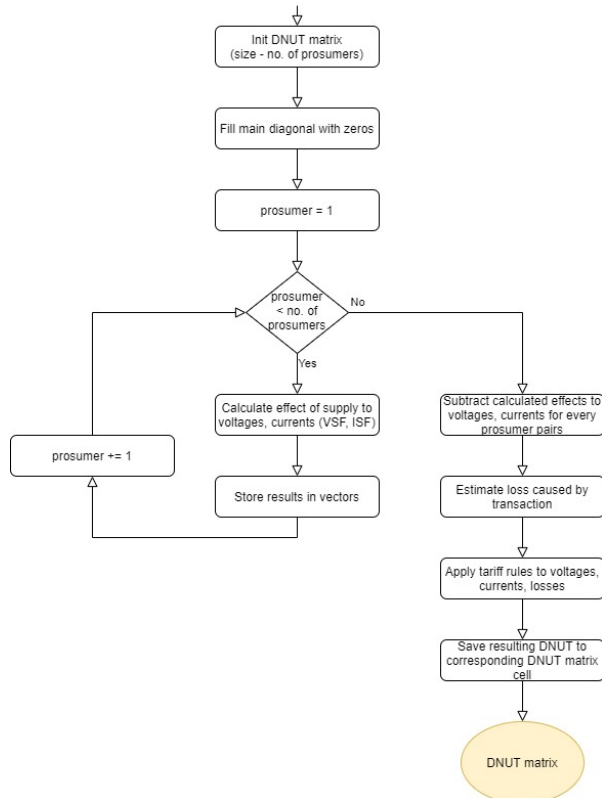 Init DNUT matrix
(size - no. of prosumers)
Fill main diagonal with zeros
prosumer = 1
prosumer
< no. of
prosumers
No
Yes
Calculate effect of supply to
voltages, currents (VSF, ISF)
Store results in vectors
prosumer += 1
Subtract calculated effects to
voltages, currents for every
prosumer pairs
Estimate loss caused by
transaction
Apply tariff rules to voltages,
currents, losses
Save resulting DNUT to
corresponding DNUT matrix
cell
DNUT matrix